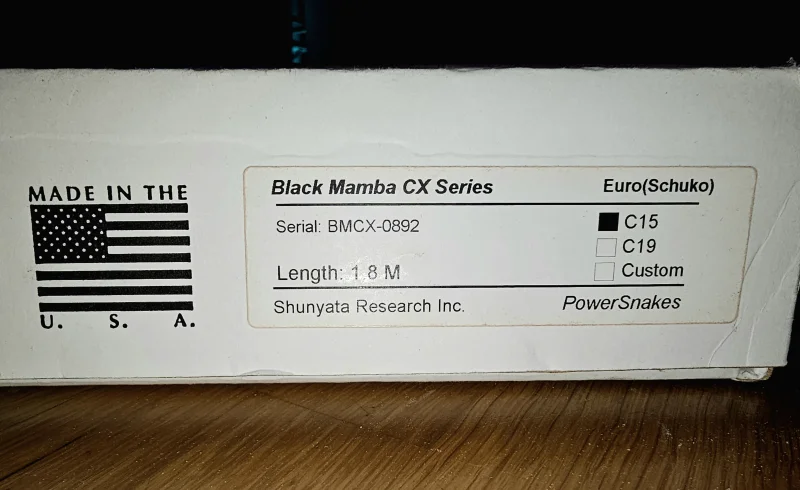 MADE IN THE
U. S. A.
Black Mamba CX Series Euro(Schuko)
Serial: BMCX-0892
C15
C19
Length: 1.8 M
Custom
Shunyata Research Inc. PowerSnakes